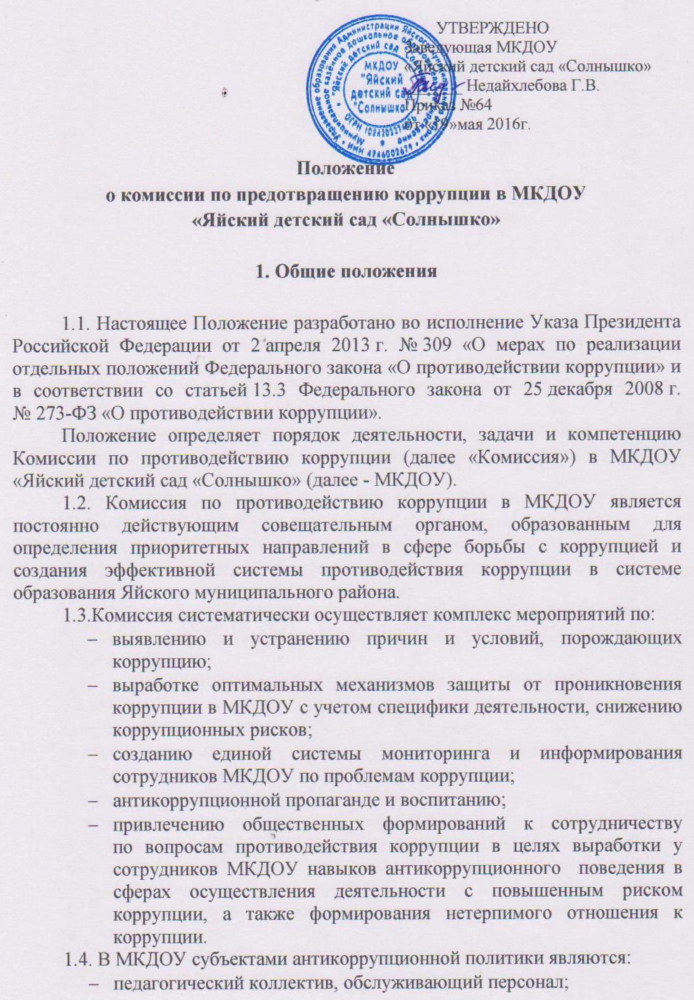 УТВЕРЖДЕНО
Заведующая МКДОУ
«Яйский детский сад «Солнышко»
Недайхлебова Г.В.
Приказ №64
от «19»мая 2016г.
МКДОУ
"Яйский
детский сад
"Солнышко"
Положение
о комиссии по предотвращению коррупции в МКДОУ
«Яйский детский сад «Солнышко»
1. Общие положения
1.1. Настоящее Положение разработано во исполнение Указа Президента
Российской Федерации от 2 апреля 2013 г. № 309 «О мерах по реализации
отдельных положений Федерального закона «О противодействии коррупции» и
в соответствии со статьей 13.3 Федерального закона от 25 декабря 2008 г.
№ 273-ФЗ «О противодействии коррупции».
Положение определяет порядок деятельности, задачи и компетенцию
Комиссии по противодействию коррупции (далее «Комиссия») в МКДОУ
«Яйский детский сад «Солнышко» (далее - МКДОУ).
1.2. Комиссия по противодействию коррупции в МКДОУ является
постоянно действующим совещательным органом, образованным для
определения приоритетных направлений в сфере борьбы с коррупцией и
создания эффективной системы противодействия коррупции в системе
образования Яйского муниципального района.
1.3.Комиссия систематически осуществляет комплекс мероприятий по:
– выявлению и устранению причин и условий, порождающих
коррупцию;
– выработке оптимальных механизмов защиты от проникновения
коррупции в МКДОУ с учетом специфики деятельности, снижению
коррупционных рисков;
– созданию единой системы мониторинга и информирования
сотрудников МКДОУ по проблемам коррупции;
– антикоррупционной пропаганде и воспитанию;
– привлечению общественных формирований к сотрудничеству
по вопросам противодействия коррупции в целях выработки у
сотрудников МКДОУ навыков антикоррупционного поведения в
сферах осуществления деятельности с повышенным риском
коррупции, а также формирования нетерпимого отношения к
коррупции.
1.4. В МКДОУ субъектами антикоррупционной политики являются:
– педагогический коллектив, обслуживающий персонал;